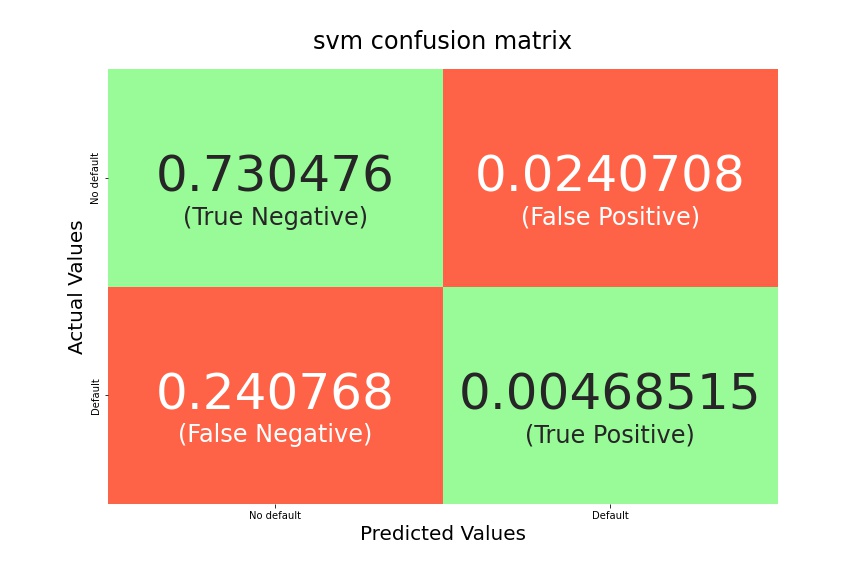 svm confusion matrix
Actual Values
No default
0.730476
(True Negative)
0.0240708
(False Positive)
Default
0.240768
(False Negative)
0.00468515
(True Positive)
No default
Default
Predicted Values